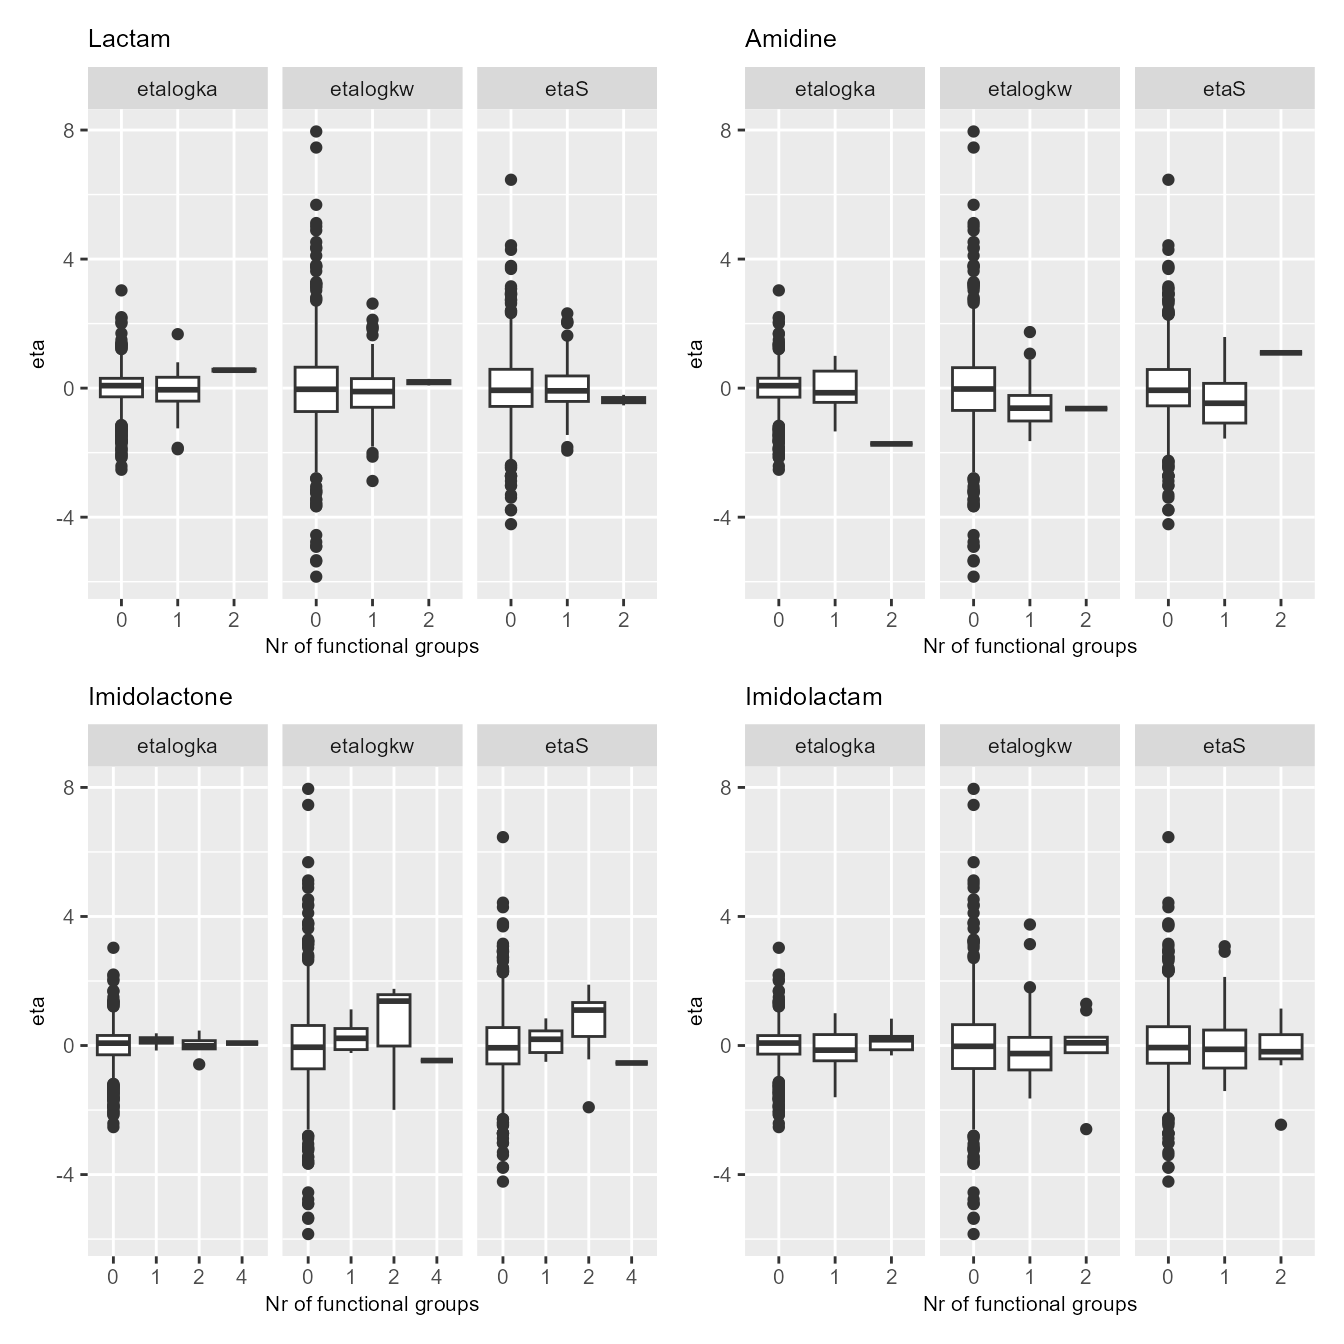 Lactam
etalogka etalogkw etaS
8
4
0
-4
eta
0 1 2 0 1 2 0 1 2
Nr of functional groups
Amidine
etalogka etalogkw etaS
8
4
0
-4
eta
0 1 2 0 1 2 0 1 2
Nr of functional groups
Imidolactone
etalogka etalogkw etaS
8
4
0
-4
eta
0 1 2 4 0 1 2 4 0 1 2 4
Nr of functional groups
Imidolactam
etalogka etalogkw etaS
8
4
0
-4
eta
0 1 2 0 1 2 0 1 2
Nr of functional groups